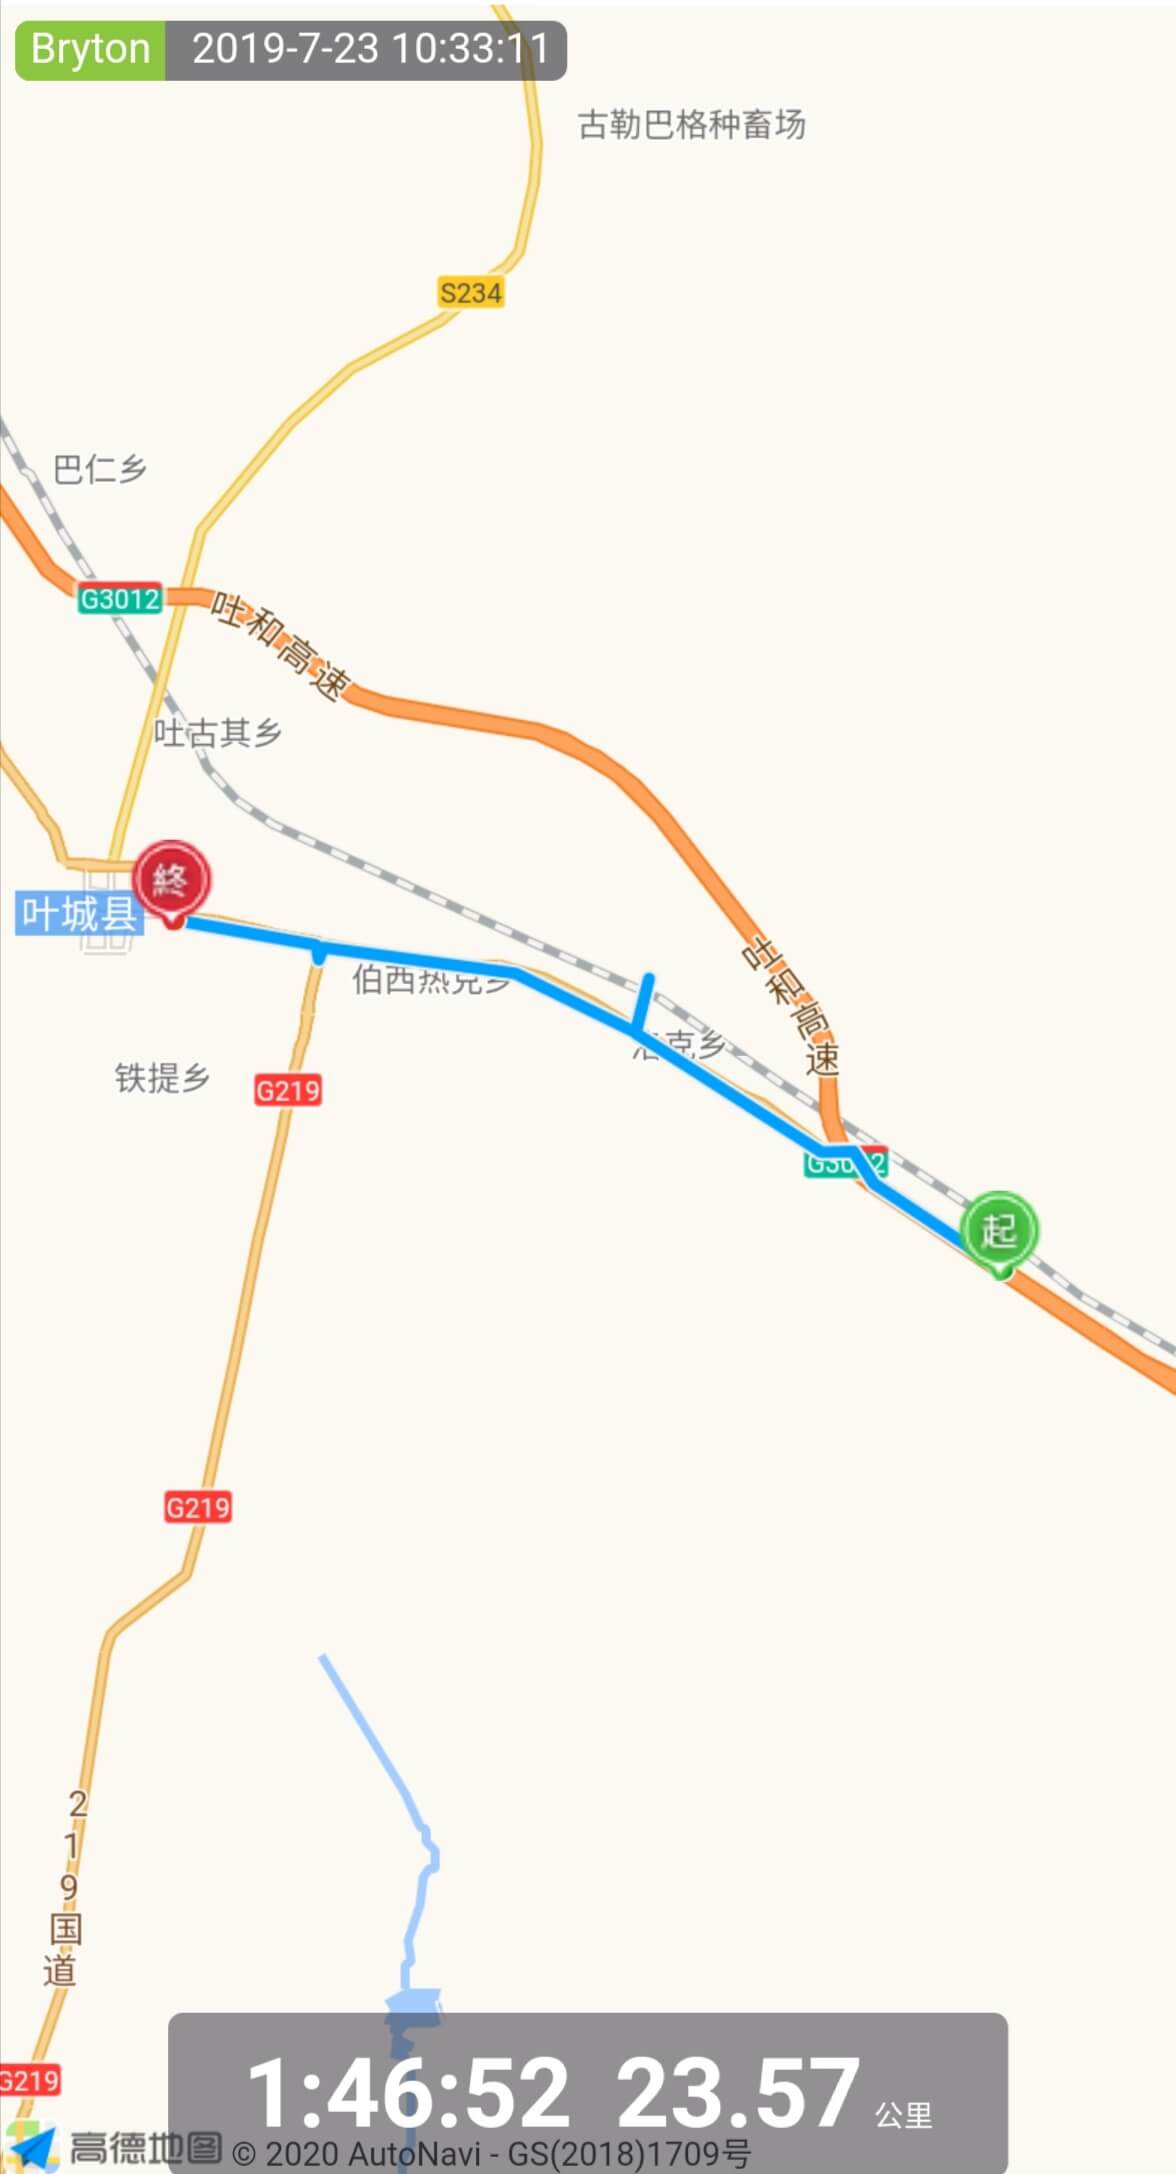 Bryton 2019-7-23 10:33:11
古勒巴格种畜场
S234
巴仁乡
G3012
吐和高速
吐古其乡
終
叶城县
伯西热克乡
吐和高速
洛克乡
铁提乡
G219
G3012
起
G219
219国道
G219
1:46:52 23.57 公里
高德地图 © 2020 AutoNavi - GS(2018)1709号